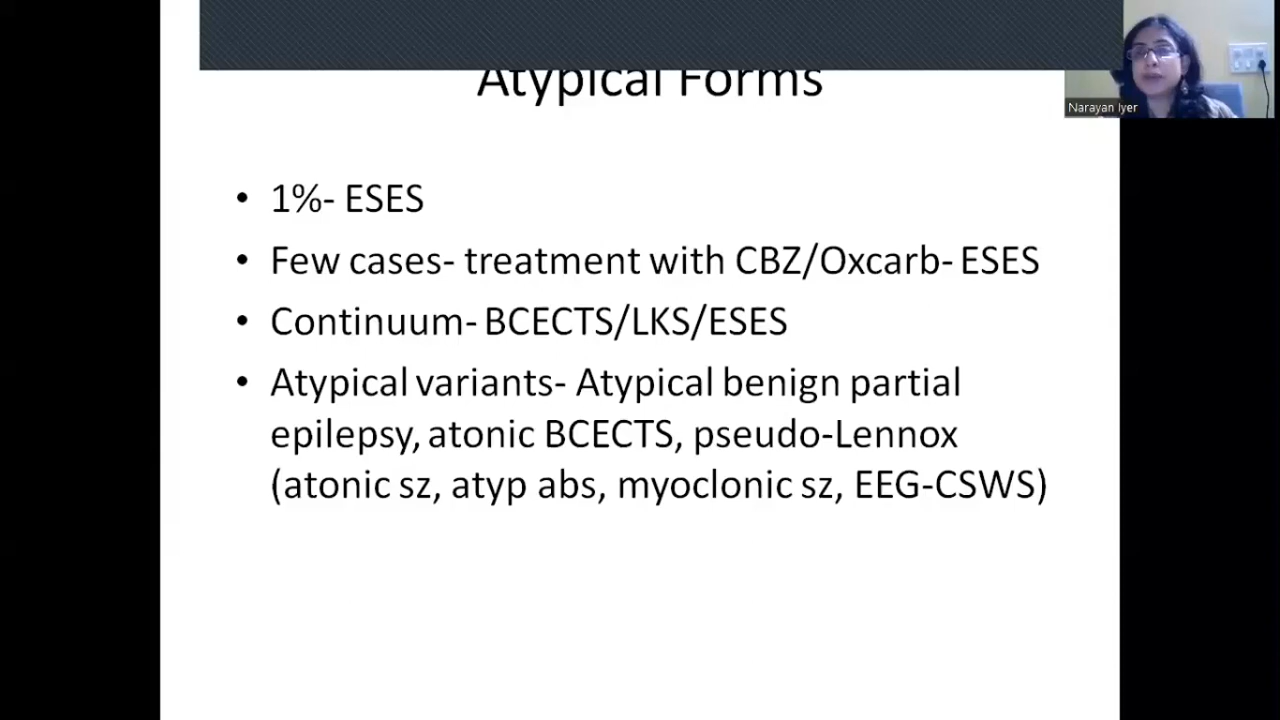 Atypical Forms
Narayan Iyer
• 1%- ESES
• Few cases- treatment with CBZ/Oxcarb- ESES
• Continuum- BCECTS/LKS/ESES
• Atypical variants- Atypical benign partial
epilepsy, atonic BCECTS, pseudo-Lennox
(atonic sz, atyp abs, myoclonic sz, EEG-CSWS)